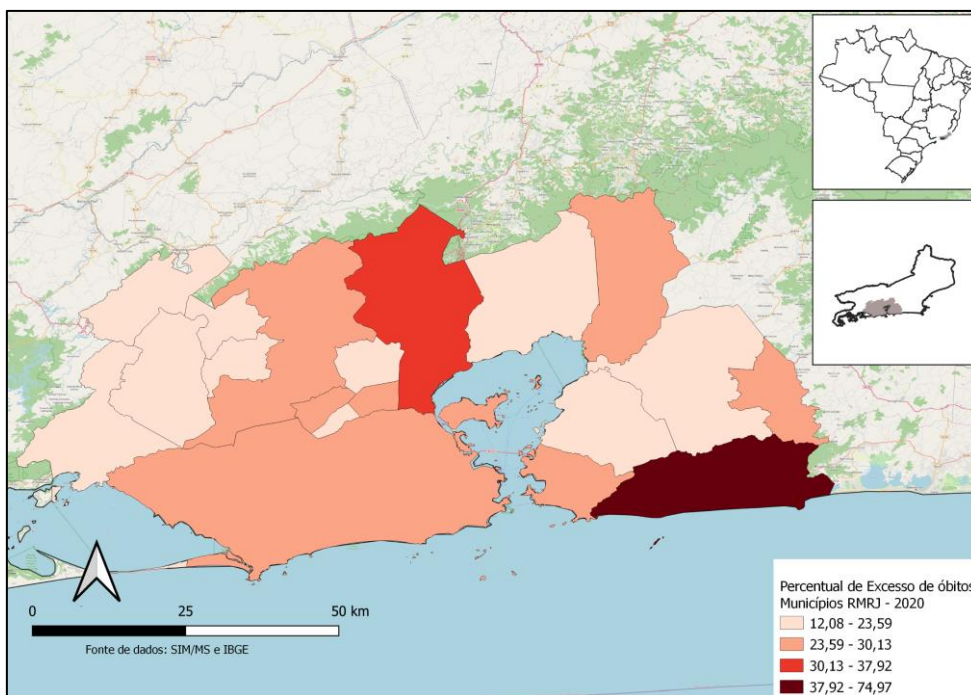 0 25 50 km
Fonte de dados: SIM/MS e IBGE
Percentual de Excesso de óbitos
Municípios RMRJ - 2020
12,08 - 23,59
23,59 - 30,13
30,13 - 37,92
37,92 - 74,97